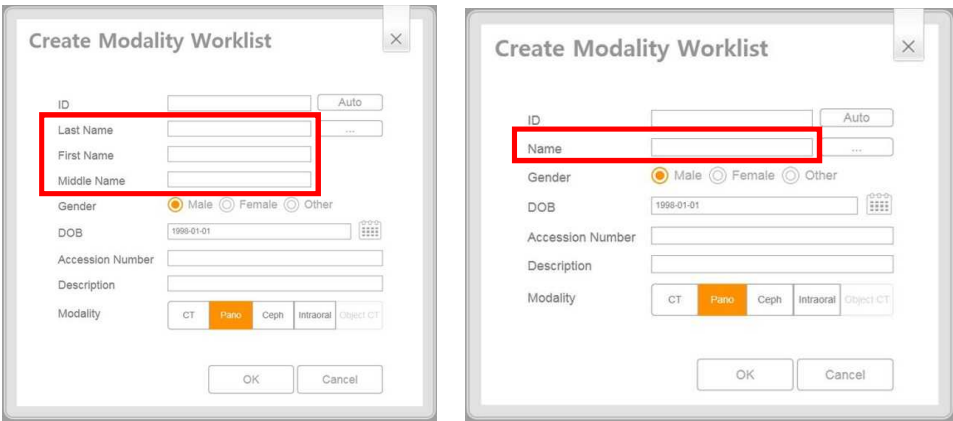 Create Modality Worklist
ID
Auto
Last Name
...
First Name
Middle Name
Gender
Male Female Other
DOB
1998-01-01
Accession Number
Description
Modality
CT Pano Ceph Intraoral Object CT
OK Cancel
Create Modality Worklist
ID
Auto
Name
...
Gender
Male Female Other
DOB
1998-01-01
Accession Number
Description
Modality
CT Pano Ceph Intraoral Object CT
OK Cancel